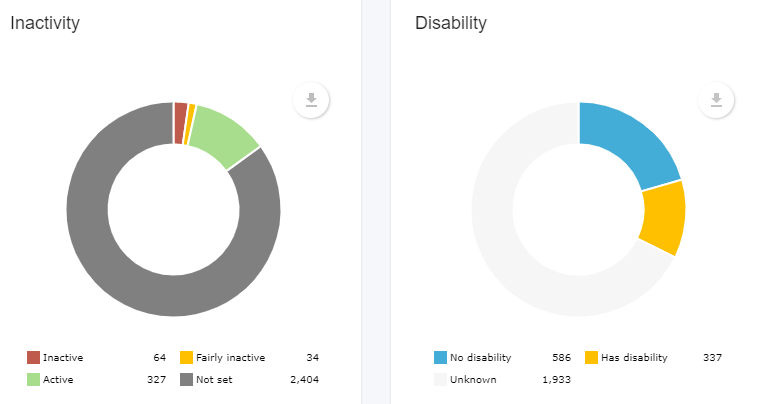 Inactivity
Inactive 64 Fairly inactive 34
Active 327 Not set 2,404
Disability
No disability 586 Has disability 337
Unknown 1,933